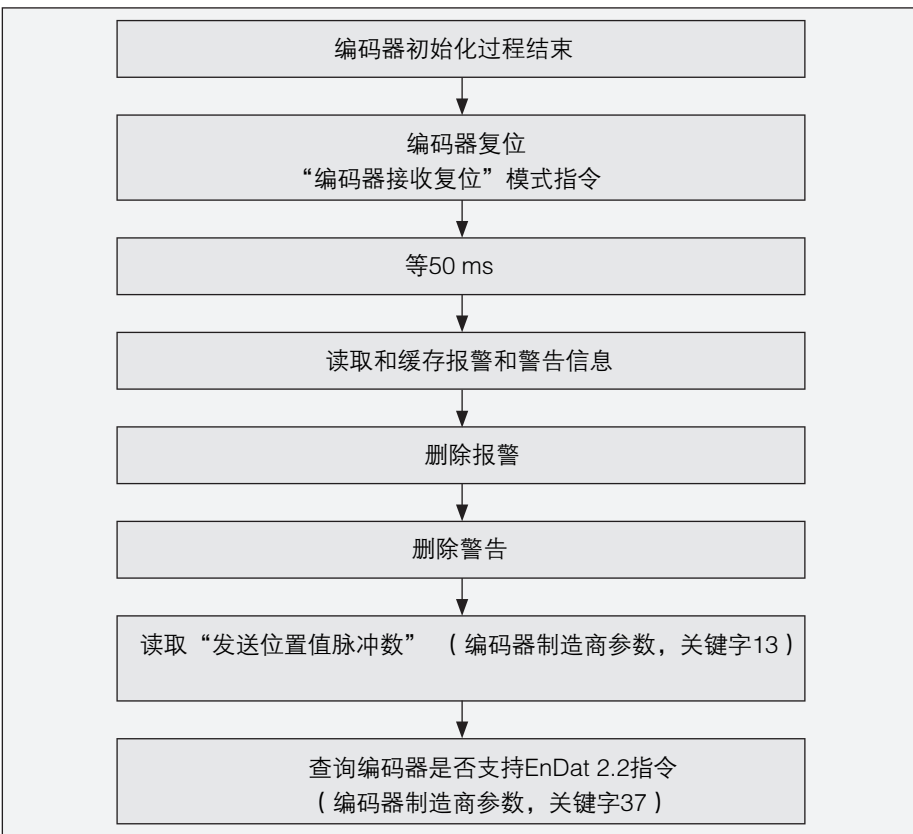 编码器初始化过程结束
编码器复位
“编码器接收复位”模式指令
等50 ms
读取和缓存报警和警告信息
删除报警
删除警告
读取“发送位置值脉冲数” （编码器制造商参数，关键字13）
查询编码器是否支持EnDat 2.2指令
（编码器制造商参数，关键字37）